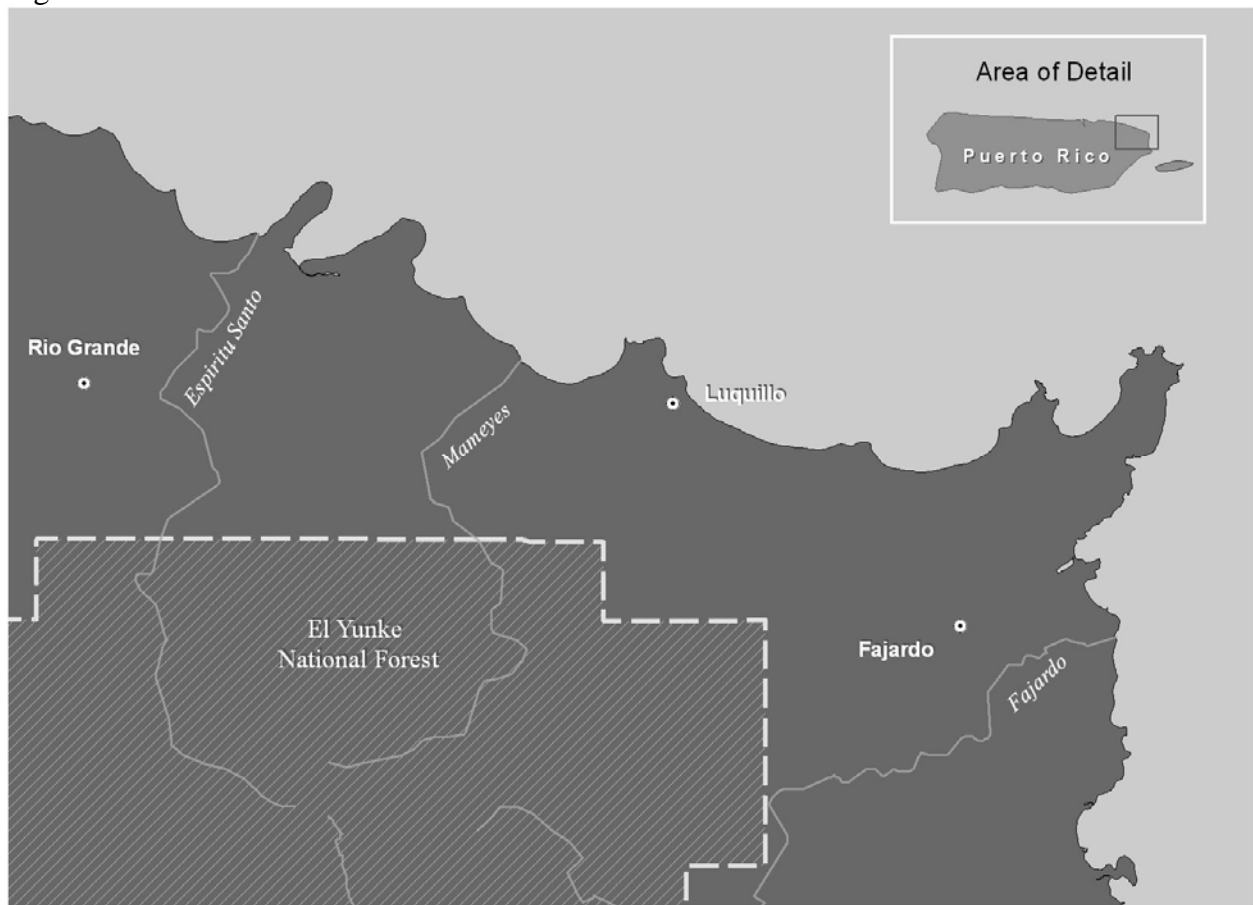 Area of Detail
Puerto Rico
Rio Grande
Espiritu Santo
Mameyes
Luquillo
El Yunke
National Forest
Fajardo
Fajardo